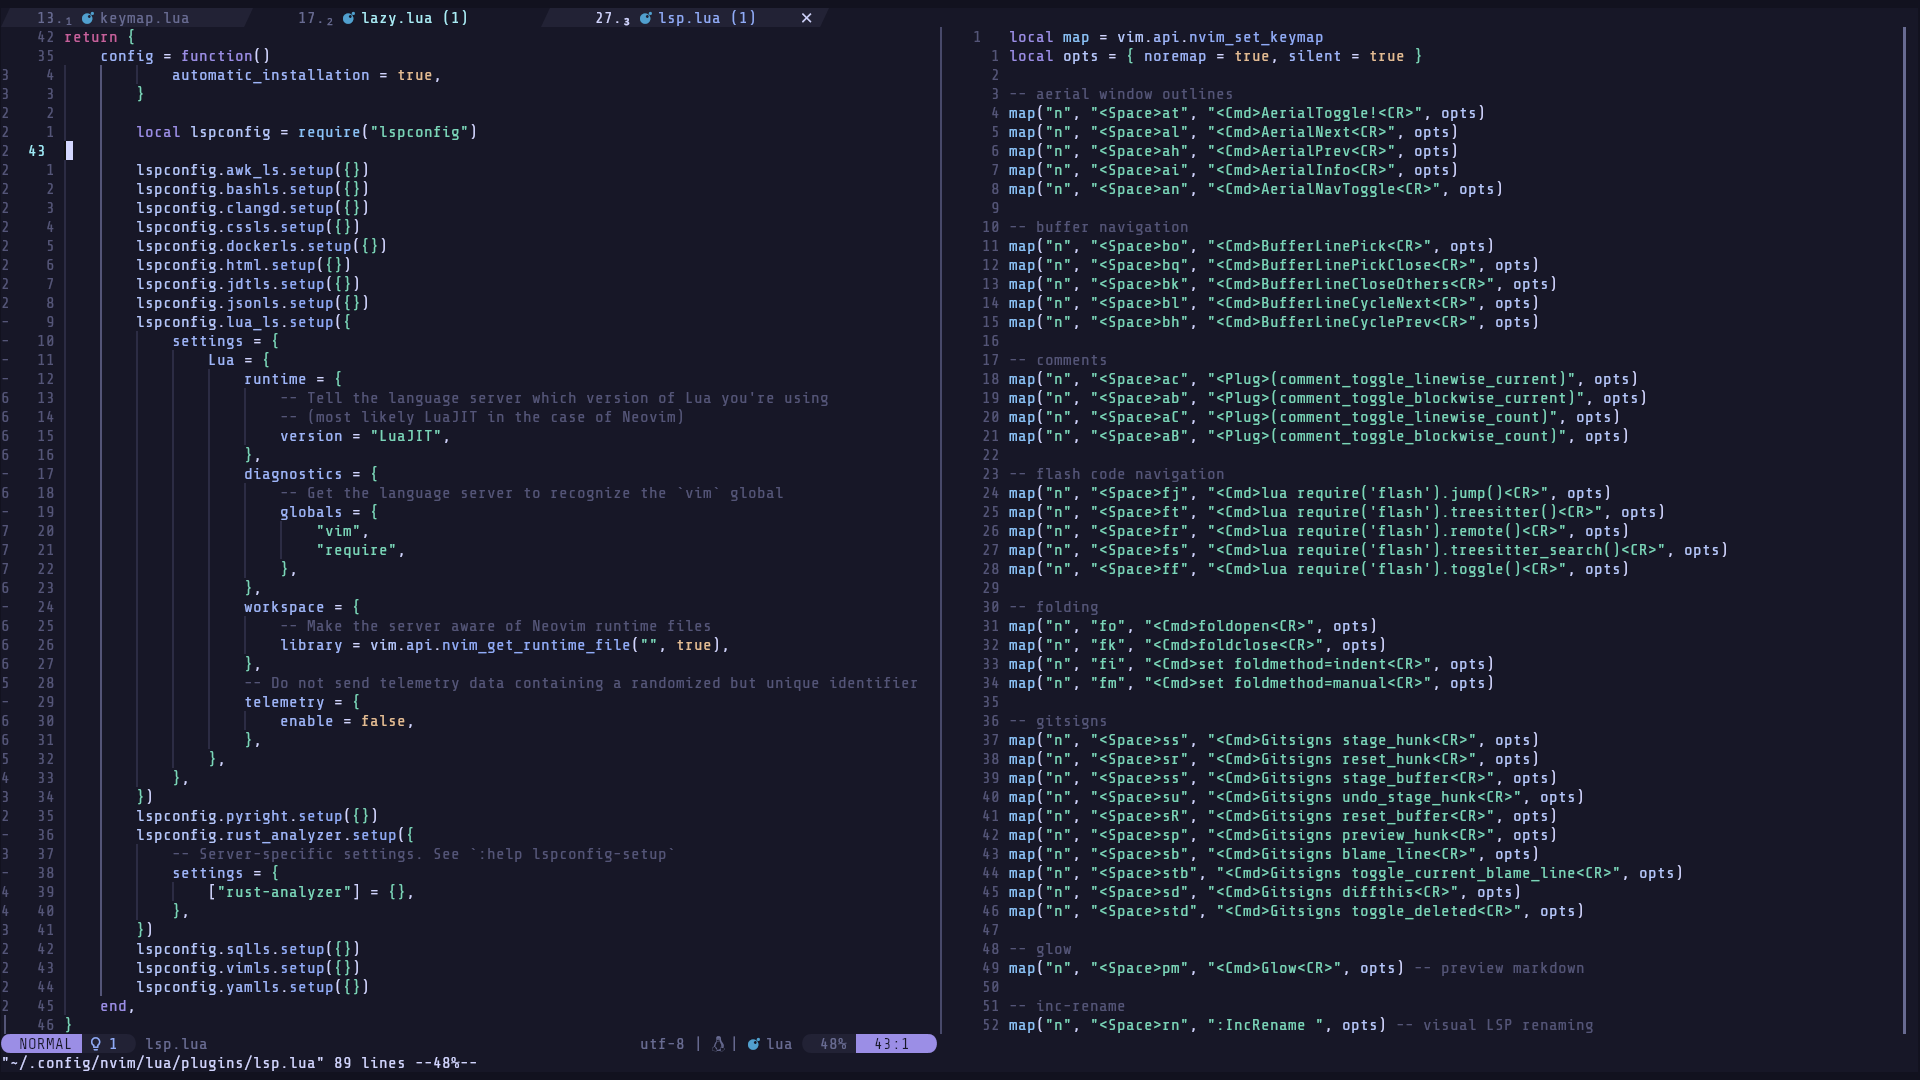 13.1 keymap.lua 17.2 lazy.lua (1) 27.3 lsp.lua (1) ✕
42 return {
35     config = function()
3 4             automatic_installation = true,
3 3         }
2 2
2 1         local lspconfig = require("lspconfig")
2 43
2 1         lspconfig.awk_ls.setup({})
2 2         lspconfig.bashls.setup({})
2 3         lspconfig.clangd.setup({})
2 4         lspconfig.cssls.setup({})
2 5         lspconfig.dockerls.setup({})
2 6         lspconfig.html.setup({})
2 7         lspconfig.jdtls.setup({})
2 8         lspconfig.jsonls.setup({})
- 9         lspconfig.lua_ls.setup({
- 10             settings = {
- 11                 Lua = {
- 12                     runtime = {
6 13                         -- Tell the language server which version of Lua you're using
6 14                         -- (most likely LuaJIT in the case of Neovim)
6 15                         version = "LuaJIT",
6 16                     },
- 17                     diagnostics = {
6 18                         -- Get the language server to recognize the `vim` global
- 19                         globals = {
7 20                             "vim",
7 21                             "require",
7 22                         },
6 23                     },
- 24                     workspace = {
6 25                         -- Make the server aware of Neovim runtime files
6 26                         library = vim.api.nvim_get_runtime_file("", true),
6 27                     },
5 28                     -- Do not send telemetry data containing a randomized but unique identifier
- 29                     telemetry = {
6 30                         enable = false,
6 31                     },
5 32                 },
4 33             },
3 34         })
2 35         lspconfig.pyright.setup({})
- 36         lspconfig.rust_analyzer.setup({
3 37             -- Server-specific settings. See `:help lspconfig-setup`
- 38             settings = {
4 39                 ["rust-analyzer"] = {},
4 40             },
3 41         })
2 42         lspconfig.sqlls.setup({})
2 43         lspconfig.vimls.setup({})
2 44         lspconfig.yamlls.setup({})
2 45     end,
46 }
NORMAL 1 lsp.lua utf-8 | | lua 48% 43:1
"~/.config/nvim/lua/plugins/lsp.lua" 89 lines --48%--
1 local map = vim.api.nvim_set_keymap
1 local opts = { noremap = true, silent = true }
2
3 -- aerial window outlines
4 map("n", "<Space>at", "<Cmd>AerialToggle!<CR>", opts)
5 map("n", "<Space>al", "<Cmd>AerialNext<CR>", opts)
6 map("n", "<Space>ah", "<Cmd>AerialPrev<CR>", opts)
7 map("n", "<Space>ai", "<Cmd>AerialInfo<CR>", opts)
8 map("n", "<Space>an", "<Cmd>AerialNavToggle<CR>", opts)
9
10 -- buffer navigation
11 map("n", "<Space>bo", "<Cmd>BufferLinePick<CR>", opts)
12 map("n", "<Space>bq", "<Cmd>BufferLinePickClose<CR>", opts)
13 map("n", "<Space>bk", "<Cmd>BufferLineCloseOthers<CR>", opts)
14 map("n", "<Space>bl", "<Cmd>BufferLineCycleNext<CR>", opts)
15 map("n", "<Space>bh", "<Cmd>BufferLineCyclePrev<CR>", opts)
16
17 -- comments
18 map("n", "<Space>ac", "<Plug>(comment_toggle_linewise_current)", opts)
19 map("n", "<Space>ab", "<Plug>(comment_toggle_blockwise_current)", opts)
20 map("n", "<Space>aC", "<Plug>(comment_toggle_linewise_count)", opts)
21 map("n", "<Space>aB", "<Plug>(comment_toggle_blockwise_count)", opts)
22
23 -- flash code navigation
24 map("n", "<Space>fj", "<Cmd>lua require('flash').jump()<CR>", opts)
25 map("n", "<Space>ft", "<Cmd>lua require('flash').treesitter()<CR>", opts)
26 map("n", "<Space>fr", "<Cmd>lua require('flash').remote()<CR>", opts)
27 map("n", "<Space>fs", "<Cmd>lua require('flash').treesitter_search()<CR>", opts)
28 map("n", "<Space>ff", "<Cmd>lua require('flash').toggle()<CR>", opts)
29
30 -- folding
31 map("n", "fo", "<Cmd>foldopen<CR>", opts)
32 map("n", "fk", "<Cmd>foldclose<CR>", opts)
33 map("n", "fi", "<Cmd>set foldmethod=indent<CR>", opts)
34 map("n", "fm", "<Cmd>set foldmethod=manual<CR>", opts)
35
36 -- gitsigns
37 map("n", "<Space>ss", "<Cmd>Gitsigns stage_hunk<CR>", opts)
38 map("n", "<Space>sr", "<Cmd>Gitsigns reset_hunk<CR>", opts)
39 map("n", "<Space>ss", "<Cmd>Gitsigns stage_buffer<CR>", opts)
40 map("n", "<Space>su", "<Cmd>Gitsigns undo_stage_hunk<CR>", opts)
41 map("n", "<Space>sR", "<Cmd>Gitsigns reset_buffer<CR>", opts)
42 map("n", "<Space>sp", "<Cmd>Gitsigns preview_hunk<CR>", opts)
43 map("n", "<Space>sb", "<Cmd>Gitsigns blame_line<CR>", opts)
44 map("n", "<Space>stb", "<Cmd>Gitsigns toggle_current_blame_line<CR>", opts)
45 map("n", "<Space>sd", "<Cmd>Gitsigns diffthis<CR>", opts)
46 map("n", "<Space>std", "<Cmd>Gitsigns toggle_deleted<CR>", opts)
47
48 -- glow
49 map("n", "<Space>pm", "<Cmd>Glow<CR>", opts) -- preview markdown
50
51 -- inc-rename
52 map("n", "<Space>rn", ":IncRename ", opts) -- visual LSP renaming